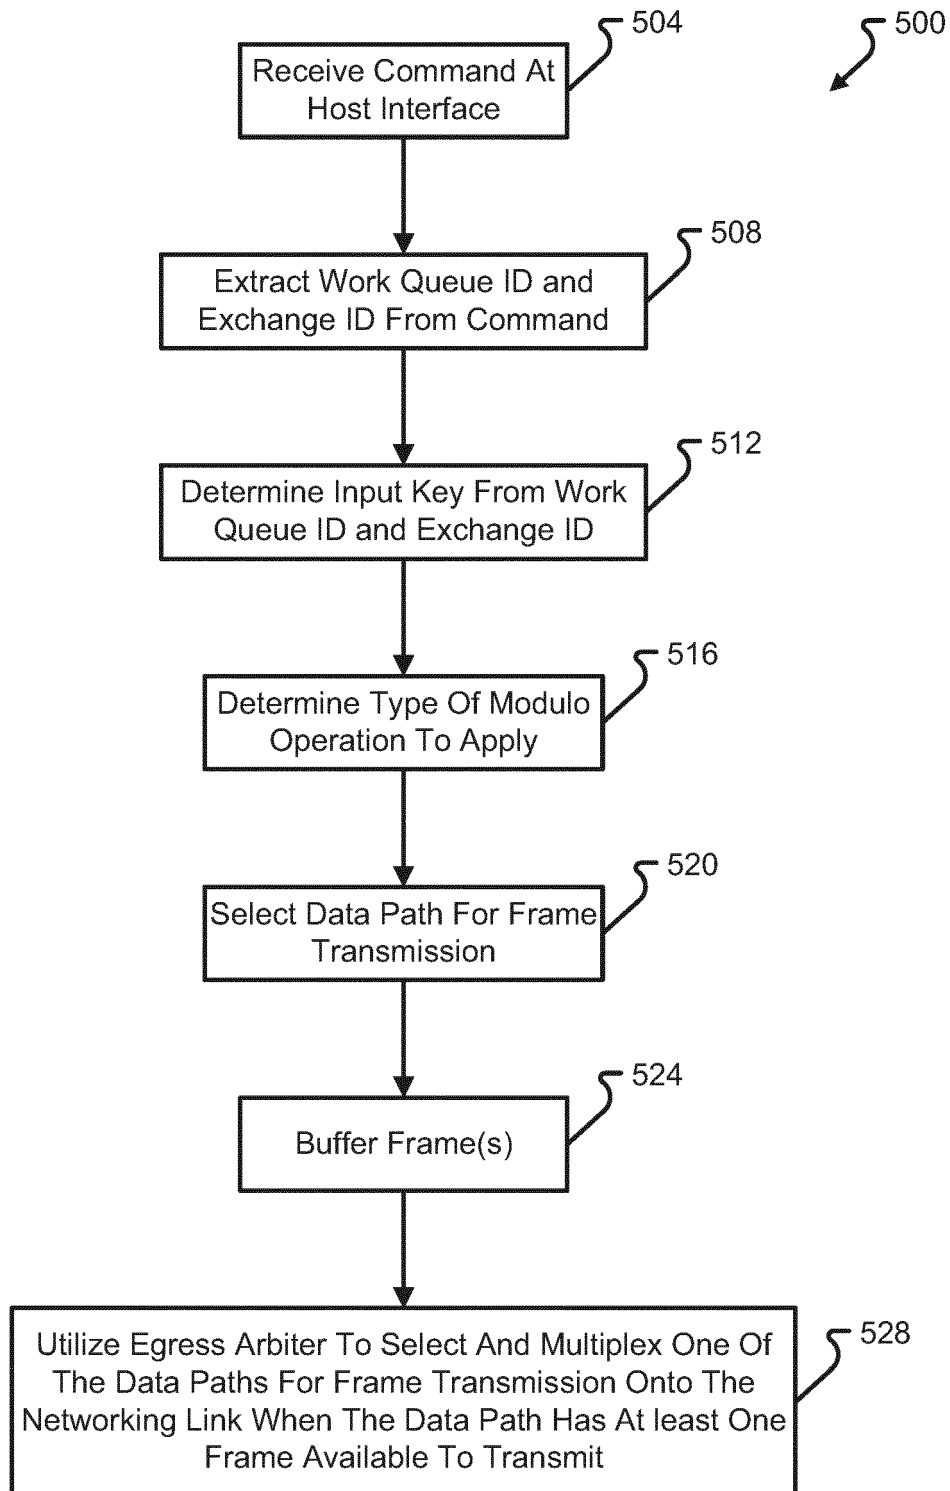 504
500
Receive Command At
Host Interface
508
Extract Work Queue ID and
Exchange ID From Command
512
Determine Input Key From Work
Queue ID and Exchange ID
516
Determine Type Of Modulo
Operation To Apply
520
Select Data Path For Frame
Transmission
524
Buffer Frame(s)
528
Utilize Egress Arbiter To Select And Multiplex One Of
The Data Paths For Frame Transmission Onto The
Networking Link When The Data Path Has At least One
Frame Available To Transmit